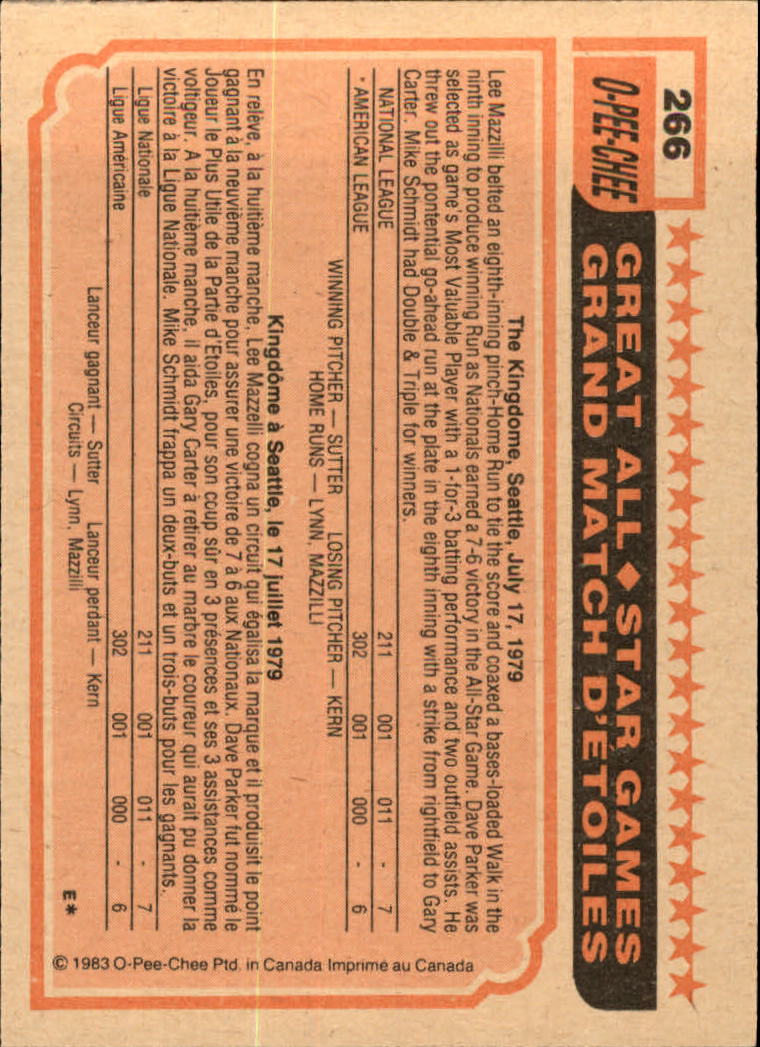 266
O-PEE-CHEE
GREAT ALL ♦ STAR GAMES
GRAND MATCH D'ÉTOILES
The Kingdome, Seattle, July 17, 1979
Lee Mazzilli belted an eighth-inning pinch-Home Run to tie the score and coaxed a bases-loaded Walk in the
ninth inning to produce winning Run as Nationals earned a 7-6 victory in the All-Star Game. Dave Parker was
selected as game's Most Valuable Player with a 1-for-3 batting performance and two outfield assists. He
threw out the pontential go-ahead run at the plate in the eighth inning with a strike from rightfield to Gary
Carter. Mike Schmidt had Double & Triple for winners.
NATIONAL LEAGUE 211 001 011 - 7
AMERICAN LEAGUE 302 001 000 - 6
WINNING PITCHER — SUTTER LOSING PITCHER — KERN
HOME RUNS — LYNN, MAZZILLI
Kingdôme à Seattle, le 17 juillet 1979
En relève, à la huitième manche, Lee Mazzelli cogna un circuit qui égalisa la marque et il produisit le point
gagnant à la neuvième manche pour assurer une victoire de 7 à 6 aux Nationaux. Dave Parker fut nommé le
Joueur le Plus Utile de la Partie d'Etoiles, pour son coup sûr en 3 présences et ses 3 assistances comme
voltigeur. A la huitième manche, il aida Gary Carter à retirer au marbre le coureur qui aurait pu donner la
victoire à la Ligue Nationale. Mike Schmidt frappa un deux-buts et un trois-buts pour les gagnants.
Ligue Nationale 211 001 011 - 7
Ligue Américaine 302 001 000 - 6
Lanceur gagnant — Sutter Lanceur perdant — Kern
Circuits — Lynn, Mazzilli
E*
© 1983 O-Pee-Chee Ptd. in Canada Imprimé au Canada